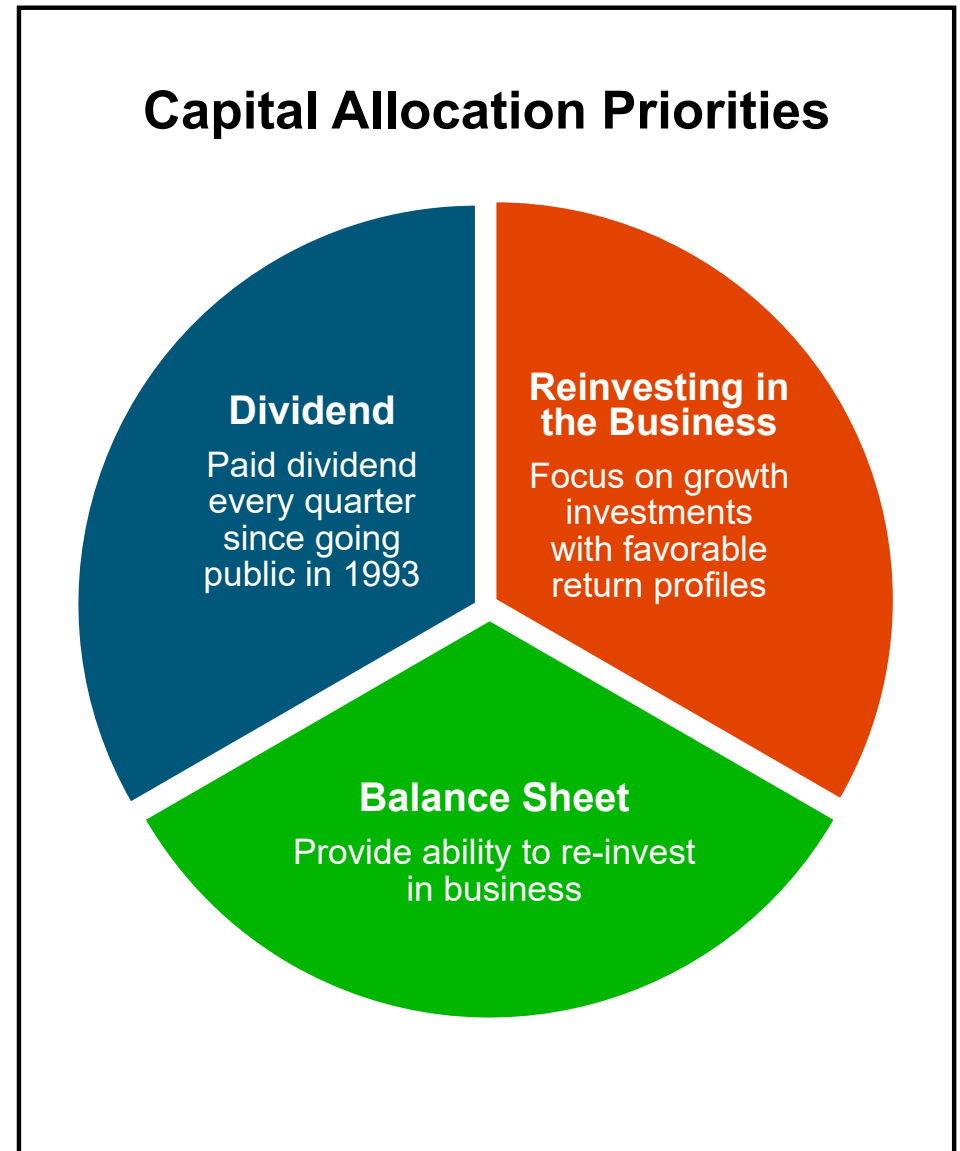 Capital Allocation Priorities
Dividend
Paid dividend
every quarter
since going
public in 1993
Reinvesting in
the Business
Focus on growth
investments
with favorable
return profiles
Balance Sheet
Provide ability to re-invest
in business